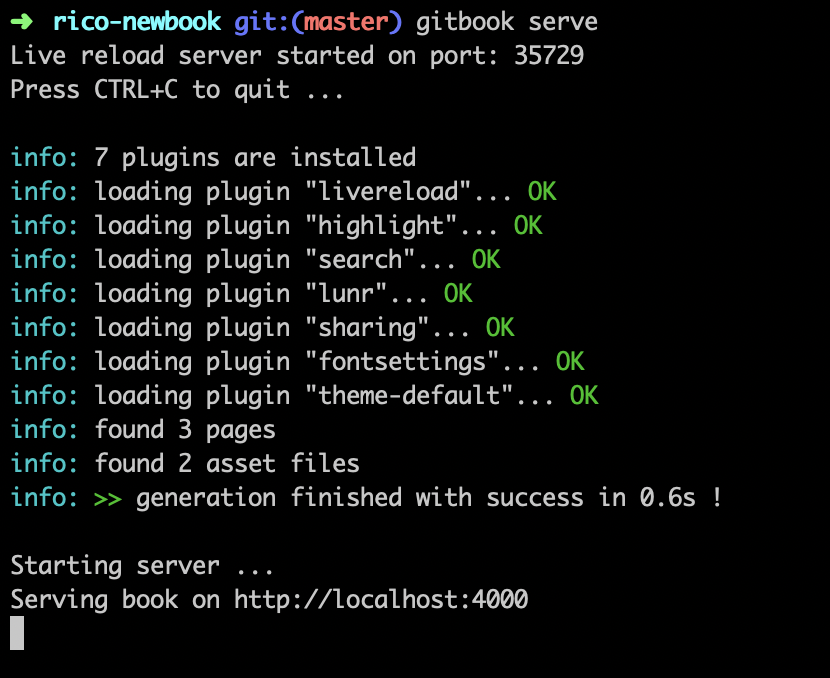 ➜ rico-newbook git:(master) gitbook serve
Live reload server started on port: 35729
Press CTRL+C to quit ...
info: 7 plugins are installed
info: loading plugin "livereload"... OK
info: loading plugin "highlight"... OK
info: loading plugin "search"... OK
info: loading plugin "lunr"... OK
info: loading plugin "sharing"... OK
info: loading plugin "fontsettings"... OK
info: loading plugin "theme-default"... OK
info: found 3 pages
info: found 2 asset files
info: >> generation finished with success in 0.6s !
Starting server ...
Serving book on http://localhost:4000